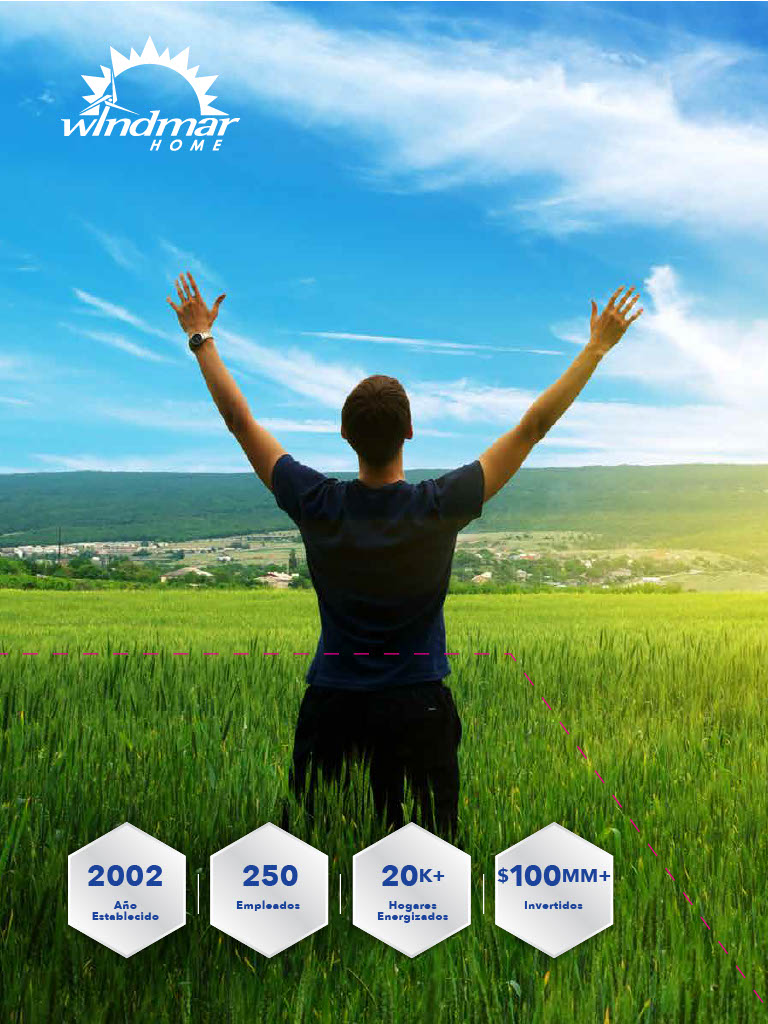 windmar
HOME
2002
Año
Establecido
250
Empleados
20K+
Hogares
Energizados
$100MM+
Invertidos